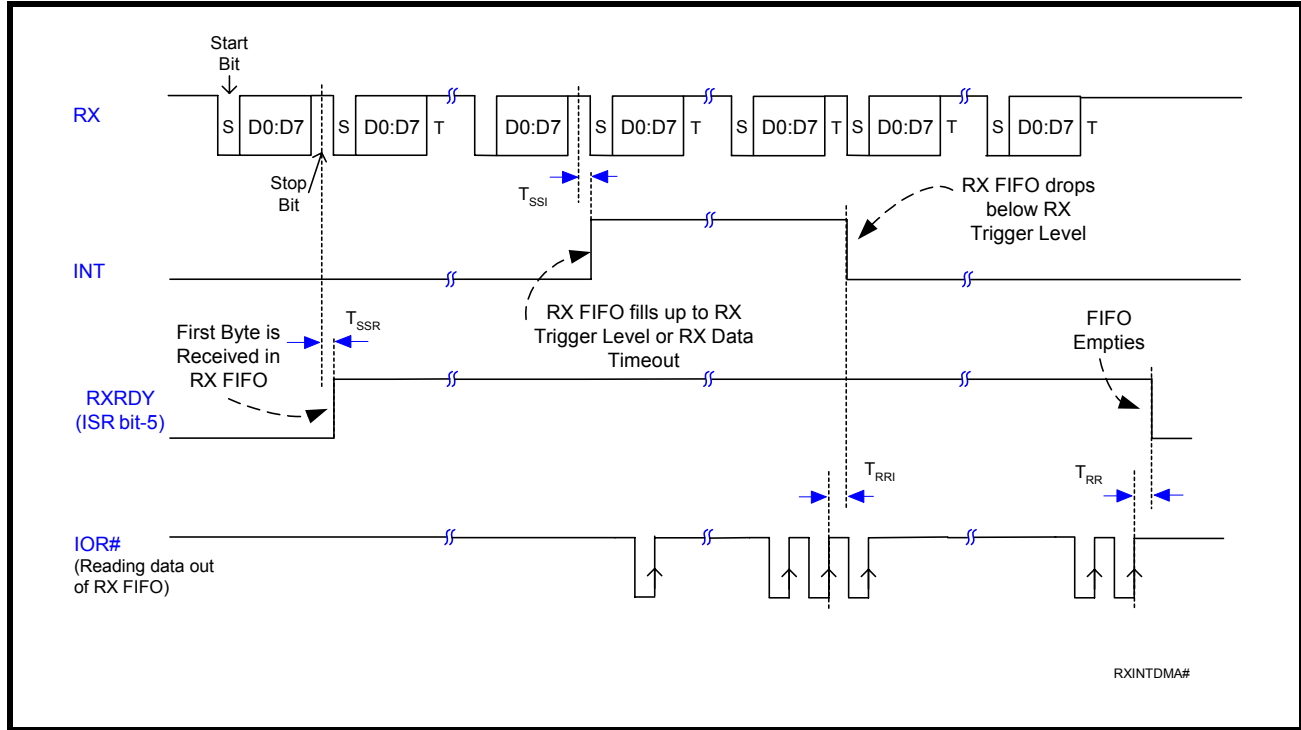 Start
Bit
RX
S D0:D7 S D0:D7 T D0:D7 S D0:D7 T S D0:D7 T S D0:D7 T S D0:D7 T
Stop
Bit
TSSI
RX FIFO drops
below RX
Trigger Level
INT
RX FIFO fills up to RX
Trigger Level or RX Data
Timeout
TSSR
First Byte is
Received in
RX FIFO
FIFO
Empties
RXRDY
(ISR bit-5)
TRRI
TRR
IOR#
(Reading data out
of RX FIFO)
RXINTDMA#